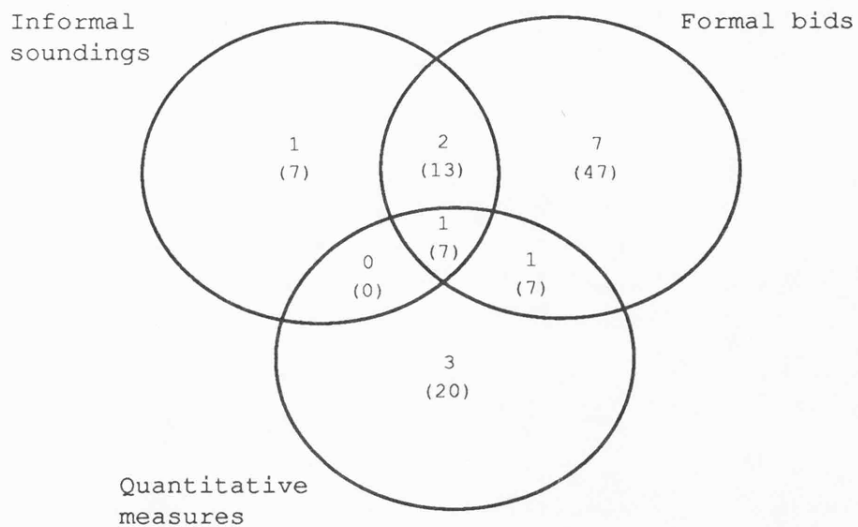 Informal
soundings
Formal bids
1
(7)
2
(13)
7
(47)
1
(7)
0
(0)
1
(7)
3
(20)
Quantitative
measures